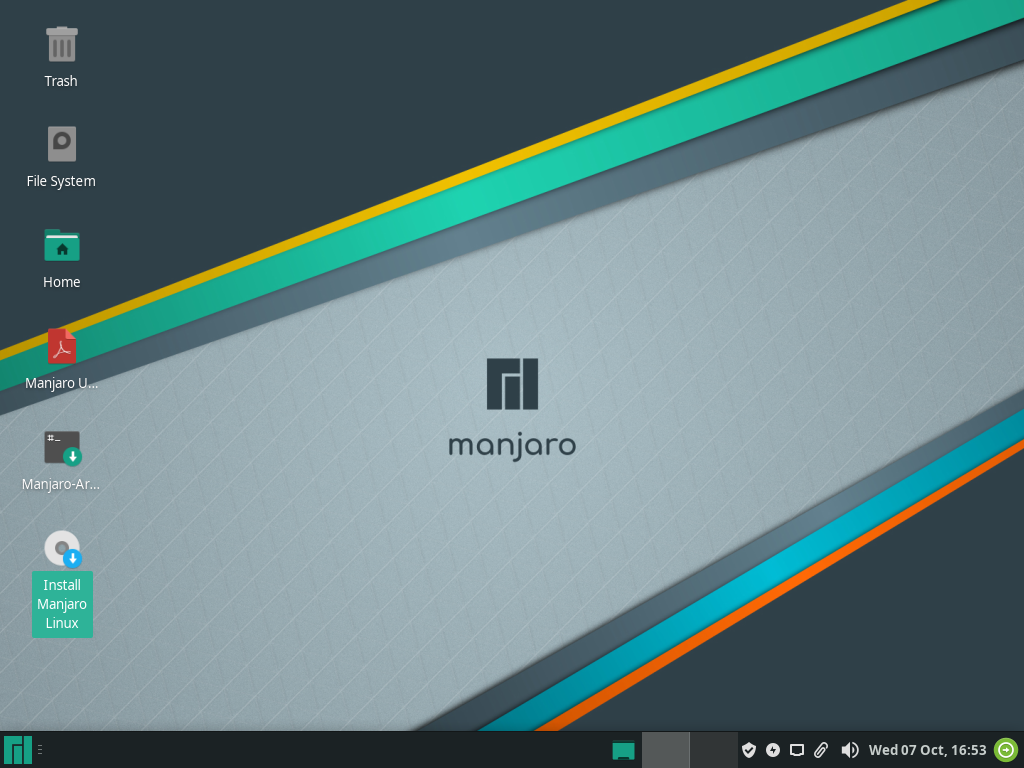 Trash
File System
Home
Manjaro U...
#_
Manjaro-Ar...
Install
Manjaro
Linux
manjaro
Wed 07 Oct, 16:53